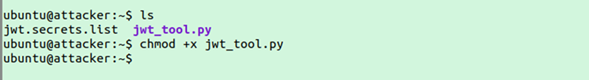 ubuntu@attacker:~$ ls
jwt.secrets.list  jwt_tool.py
ubuntu@attacker:~$ chmod +x jwt_tool.py
ubuntu@attacker:~$